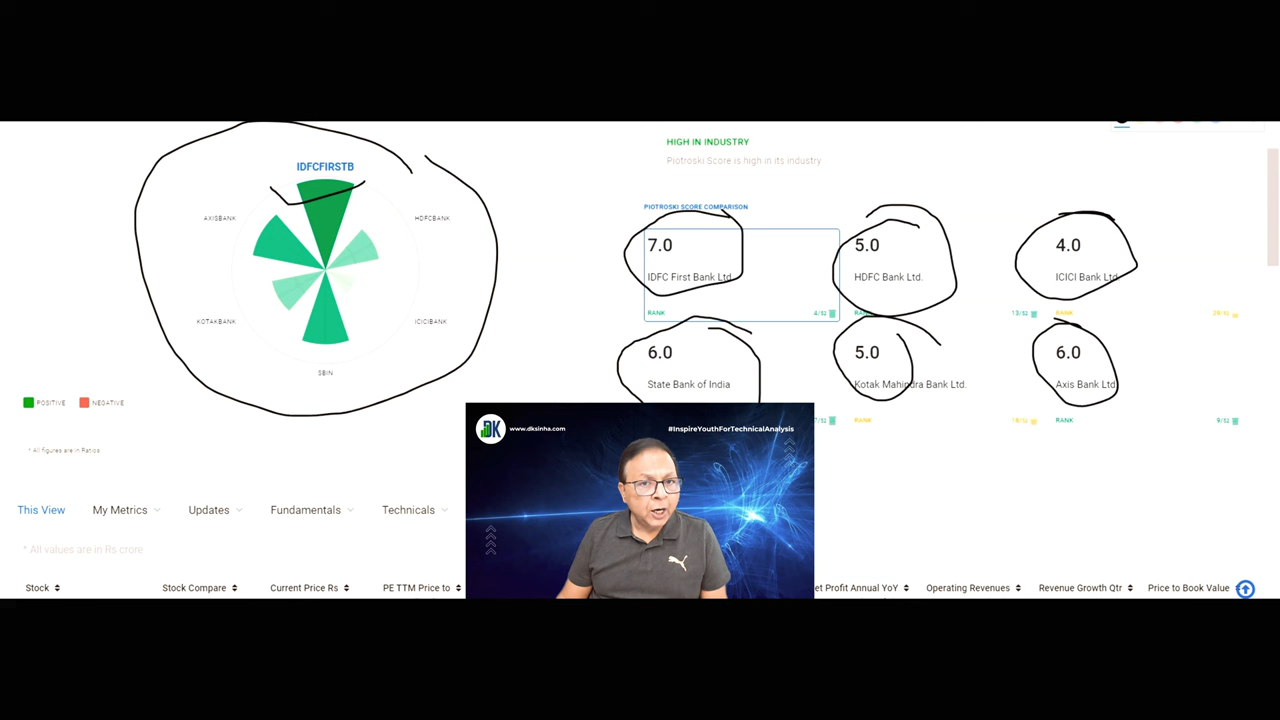 HIGH IN INDUSTRY
Piotroski Score is high in its industry
IDFCFIRSTB
AXISBANK
HDFCBANK
KOTAKBANK
ICICIBANK
SBIN
POSITIVE
NEGATIVE
* All figures are in Ratios
PIOTROSKI SCORE COMPARISON
7.0
IDFC First Bank Ltd.
RANK 4/52
5.0
HDFC Bank Ltd.
RANK 13/52
4.0
ICICI Bank Ltd.
RANK
6.0
State Bank of India
7/52
5.0
Kotak Mahindra Bank Ltd.
RANK
6.0
Axis Bank Ltd.
RANK 9/52
DK www.dksinha.com #InspireYouthForTechnicalAnalysis
This View My Metrics Updates Fundamentals Technicals
* All values are in Rs crore
Stock Stock Compare Current Price Rs PE TTM Price to et Profit Annual YoY Operating Revenues Revenue Growth Qtr Price to Book Value